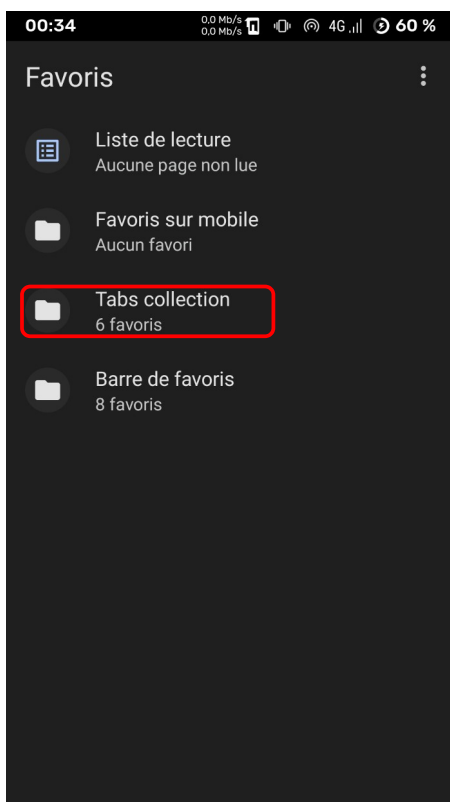 00:34 0,0 Mb/s 4G 60 %
0,0 Mb/s
Favoris
Liste de lecture
Aucune page non lue
Favoris sur mobile
Aucun favori
Tabs collection
6 favoris
Barre de favoris
8 favoris